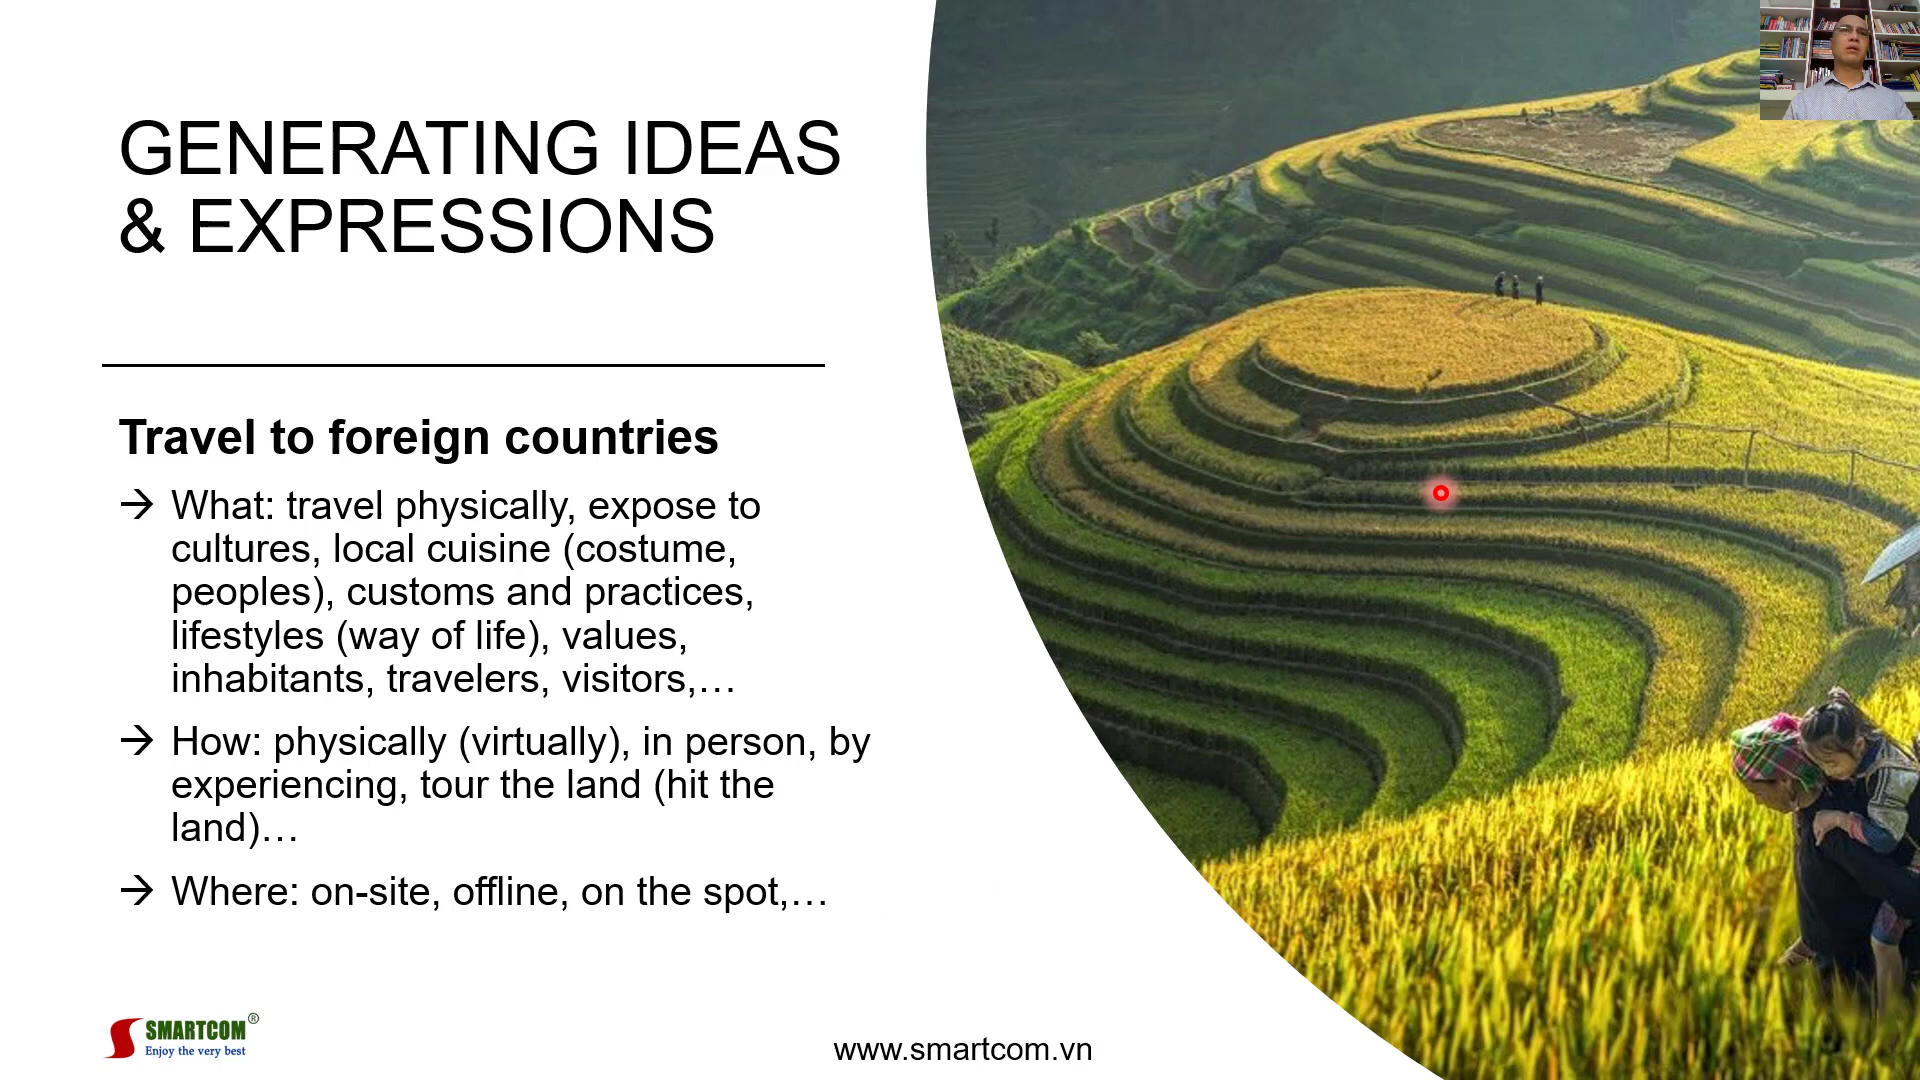 GENERATING IDEAS
& EXPRESSIONS
Travel to foreign countries
→ What: travel physically, expose to
cultures, local cuisine (costume,
peoples), customs and practices,
lifestyles (way of life), values,
inhabitants, travelers, visitors,…
→ How: physically (virtually), in person, by
experiencing, tour the land (hit the
land)…
→ Where: on-site, offline, on the spot,…
SMARTCOM®
Enjoy the very best
www.smartcom.vn